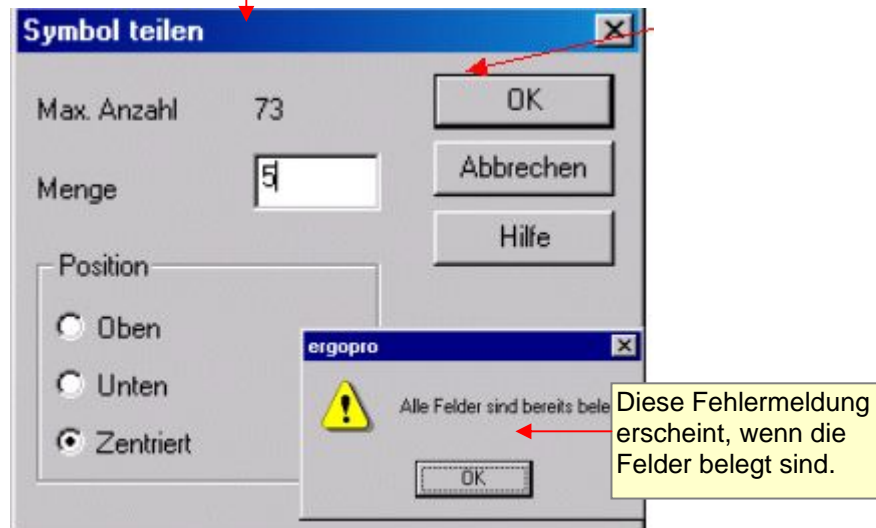 Symbol teilen
Max. Anzahl 73
OK
Menge 5
Abbrechen
Hilfe
Position
Oben
Unten
Zentriert
ergopro
Alle Felder sind bereits bele
OK
Diese Fehlermeldung
erscheint, wenn die
Felder belegt sind.